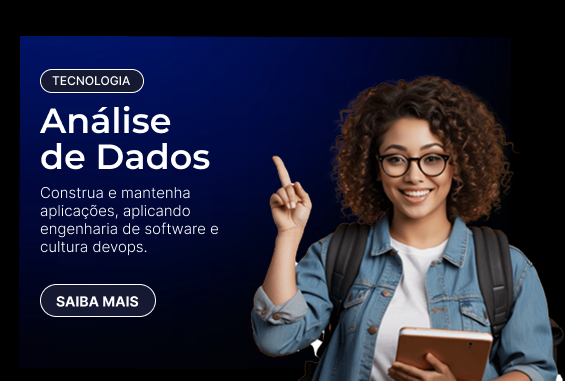 TECNOLOGIA
Análise
de Dados
Construa e mantenha
aplicações, aplicando
engenharia de software e
cultura devops.
SAIBA MAIS